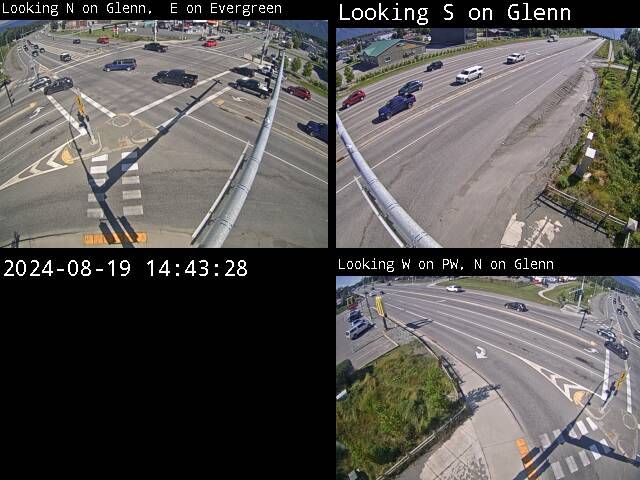 Looking N on Glenn,  E on Evergreen
Looking S on Glenn
2024-08-19 14:43:28
Looking W on PW, N on Glenn